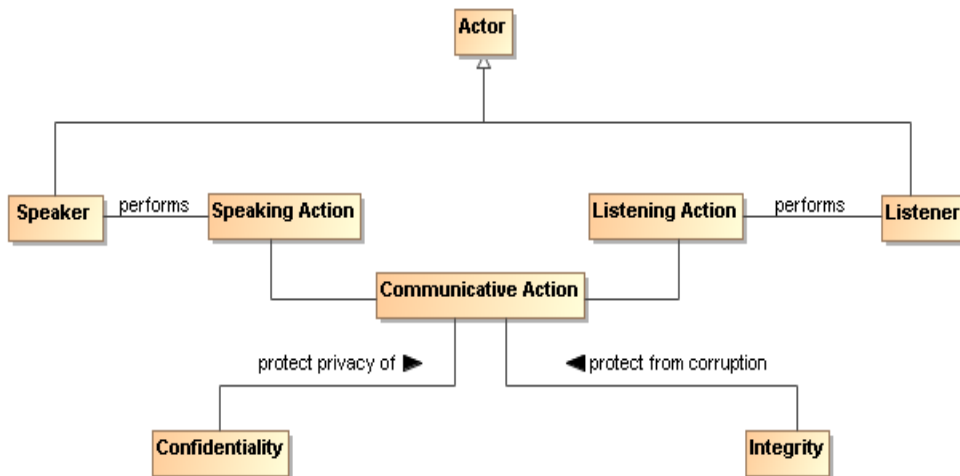 Actor
Speaker
performs
Speaking Action
Listening Action
performs
Listener
Communicative Action
protect privacy of
protect from corruption
Confidentiality
Integrity